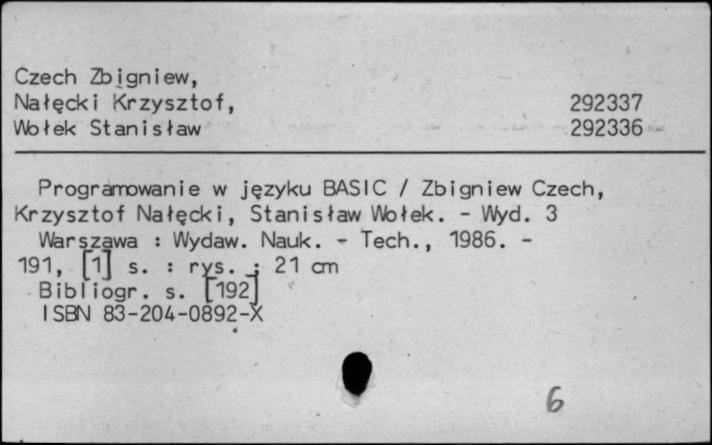 Czech Zbigniew,
Nałęcki Krzysztof, 292337
Wołek Stanisław 292336
Programowanie w języku BASIC / Zbigniew Czech,
Krzysztof Nałęcki, Stanisław Wołek. - Wyd. 3
Warszawa : Wydaw. Nauk. - Tech., 1986. -
191, [1] s. : rys. ; 21 cm
Bibliogr. s. [192]
ISBN 83-204-0892-X
6